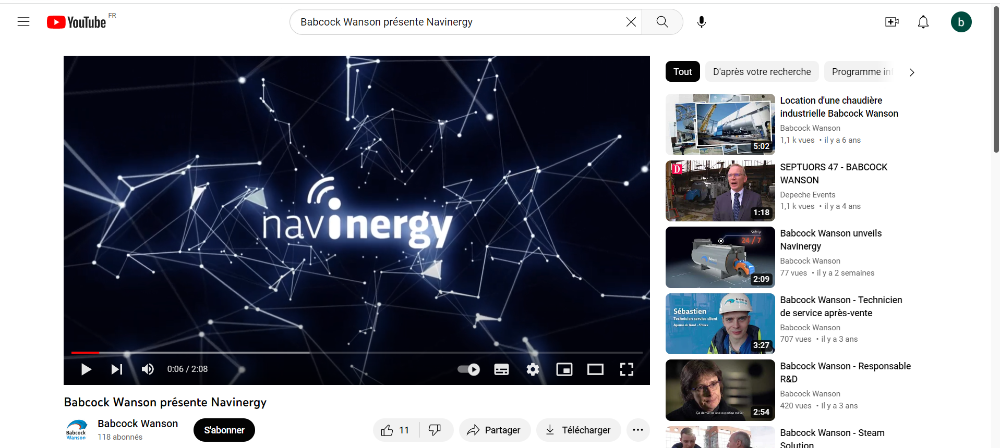 YouTube FR
Babcock Wanson présente Navinergy
b
navinergy
0:06 / 2:08
Babcock Wanson présente Navinergy
Babcock
Wanson
Babcock Wanson
118 abonnés
S'abonner
11
Partager
Télécharger
Tout
D'après votre recherche
Programme inf
5:02
Location d'une chaudière
industrielle Babcock Wanson
Babcock Wanson
1,1 k vues • il y a 6 ans
D
1:18
SEPTUORS 47 - BABCOCK
WANSON
Depeche Events
1,1 k vues • il y a 4 ans
Safely
24 / 7
Babcock
Wanson
2:09
Babcock Wanson unveils
Navinergy
Babcock Wanson
77 vues • il y a 2 semaines
Babcock
Wanson
Sébastien
Technicien service client
Agence du Nord - France
3:27
Babcock Wanson - Technicien
de service après-vente
Babcock Wanson
707 vues • il y a 3 ans
Ça demande une expertise métier.
2:54
Babcock Wanson - Responsable
R&D
Babcock Wanson
420 vues • il y a 3 ans
Babcock Wanson - Steam
Solution